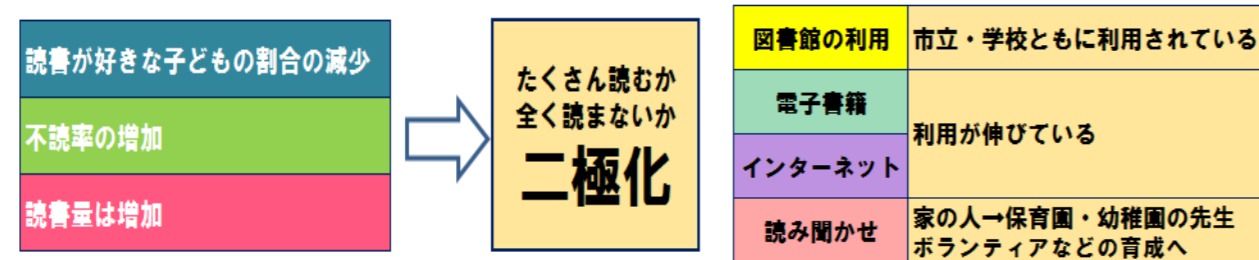 読書が好きな子どもの割合の減少
不読率の増加
読書量は増加
たくさん読むか
全く読まないか
二極化
図書館の利用
市立・学校ともに利用されている
電子書籍
インターネット
利用が伸びている
読み聞かせ
家の人→保育園・幼稚園の先生
ボランティアなどの育成へ